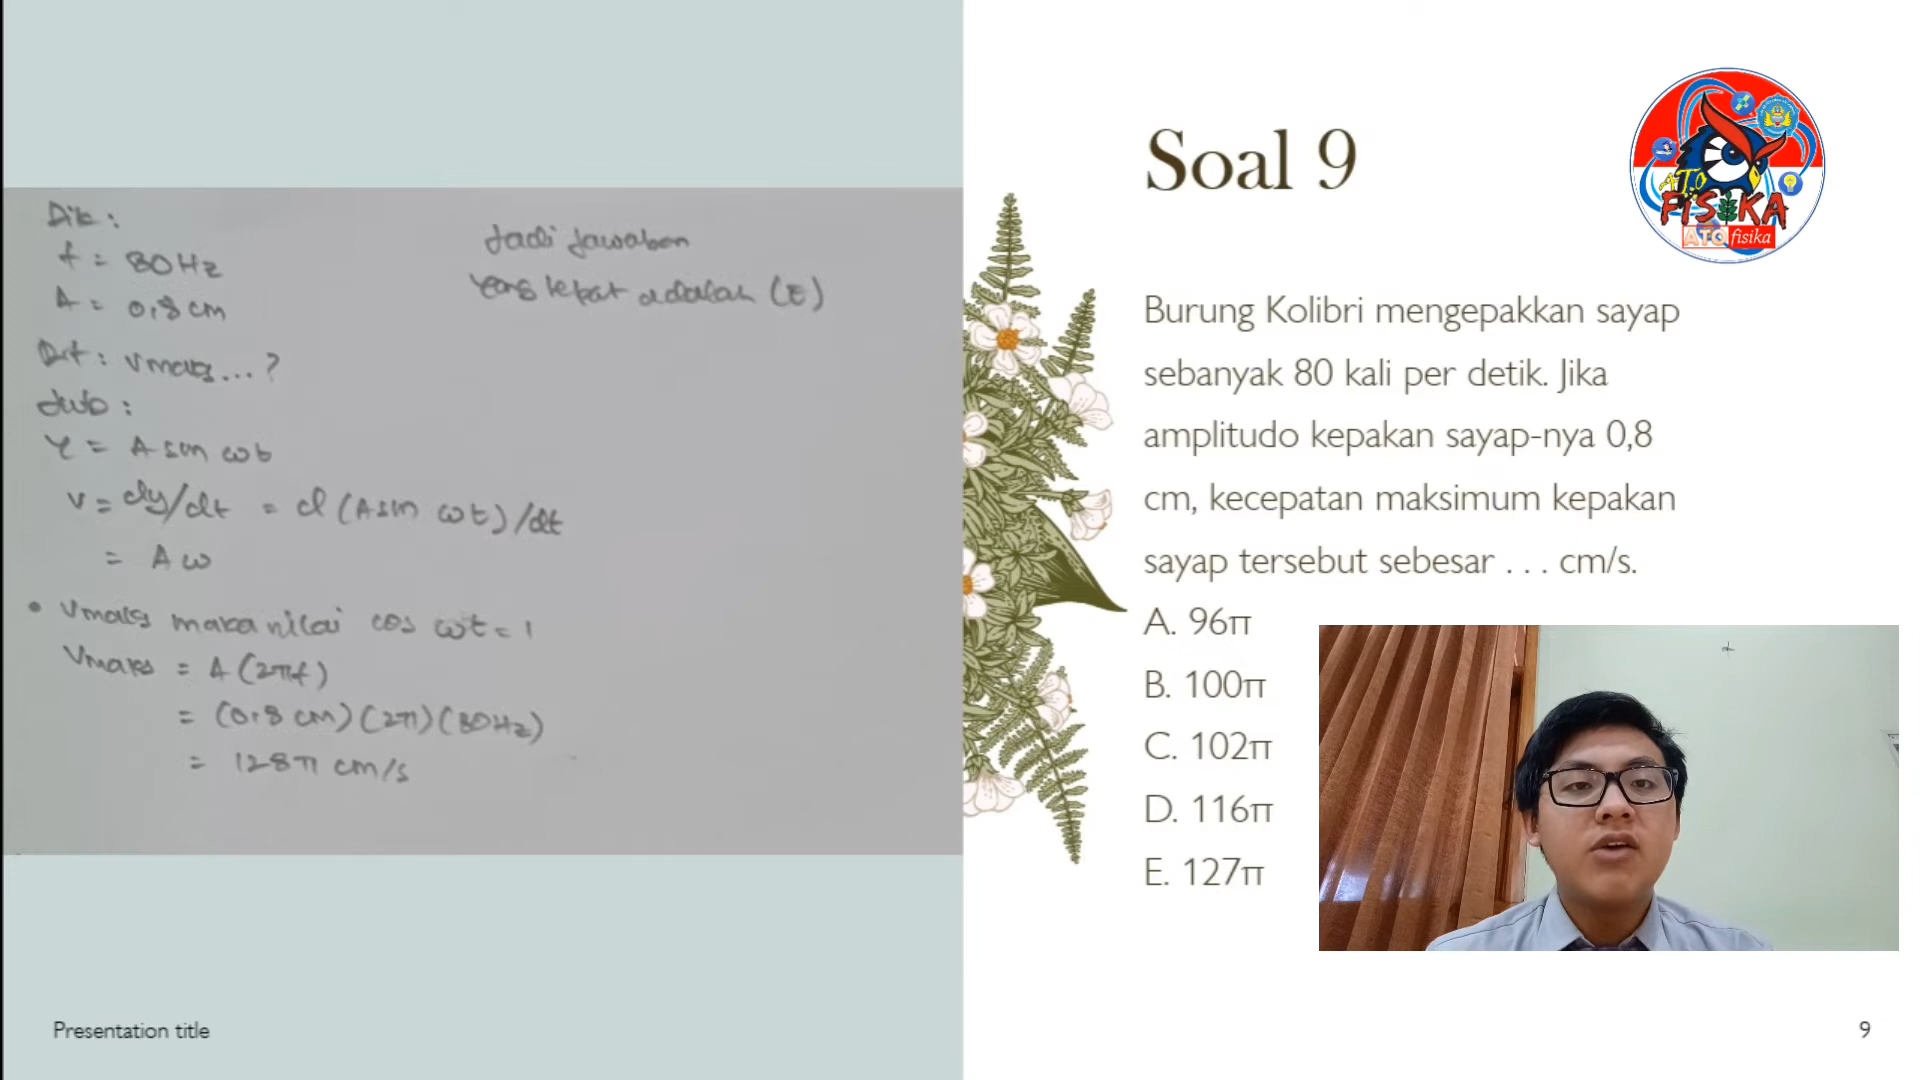 Dik :
f = 80 Hz
A = 0,8 cm
Dit : Vmaks...?
Jwb :
Y = A sin ωt
v = dy/dt = d (A sin ωt)/dt
= A ω
• Vmaks maka nilai cos ωt = 1
Vmaks = A (2πf)
= (0,8 cm) (2π) (80 Hz)
= 128π cm/s
Jadi jawaban
yang tepat adalah (E)
Presentation title
Soal 9
Burung Kolibri mengepakkan sayap
sebanyak 80 kali per detik. Jika
amplitudo kepakan sayap-nya 0,8
cm, kecepatan maksimum kepakan
sayap tersebut sebesar . . . cm/s.
A. 96π
B. 100π
C. 102π
D. 116π
E. 127π
ATO
FISIKA
ATO fisika
9